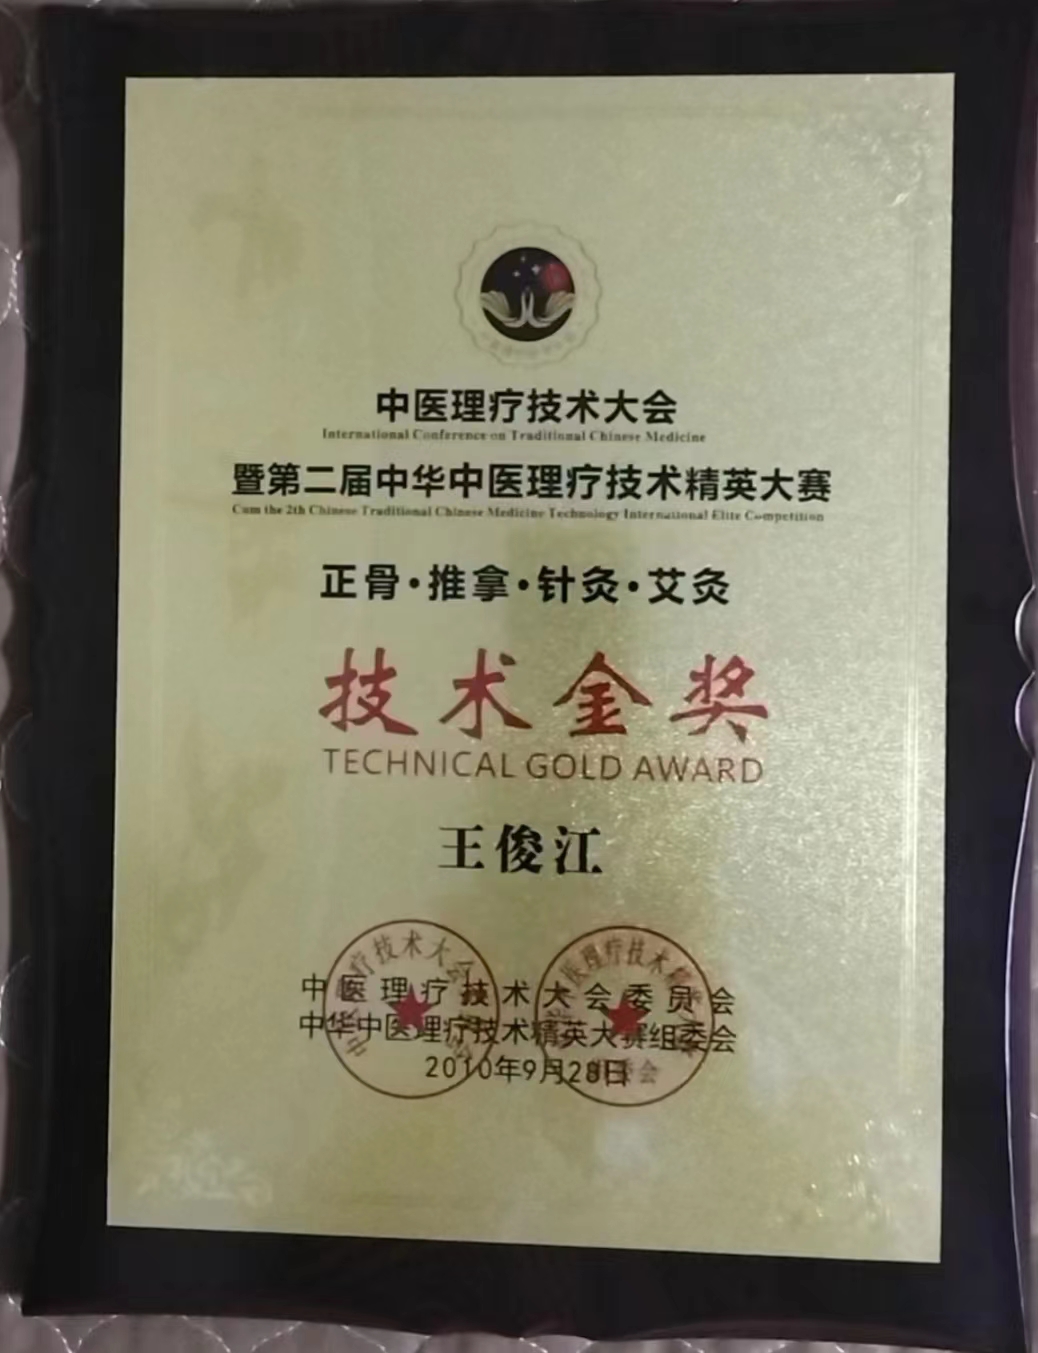 中医理疗技术大会
International Conference on Traditional Chinese Medicine
暨第二届中华中医理疗技术精英大赛
Cum the 2th Chinese Traditional Chinese Medicine Technology International Elite Competition
正骨·推拿·针灸·艾灸
技术金奖
TECHNICAL GOLD AWARD
王俊江
中医理疗技术大会委员会
中华中医理疗技术精英大赛组委会
2010年9月28日